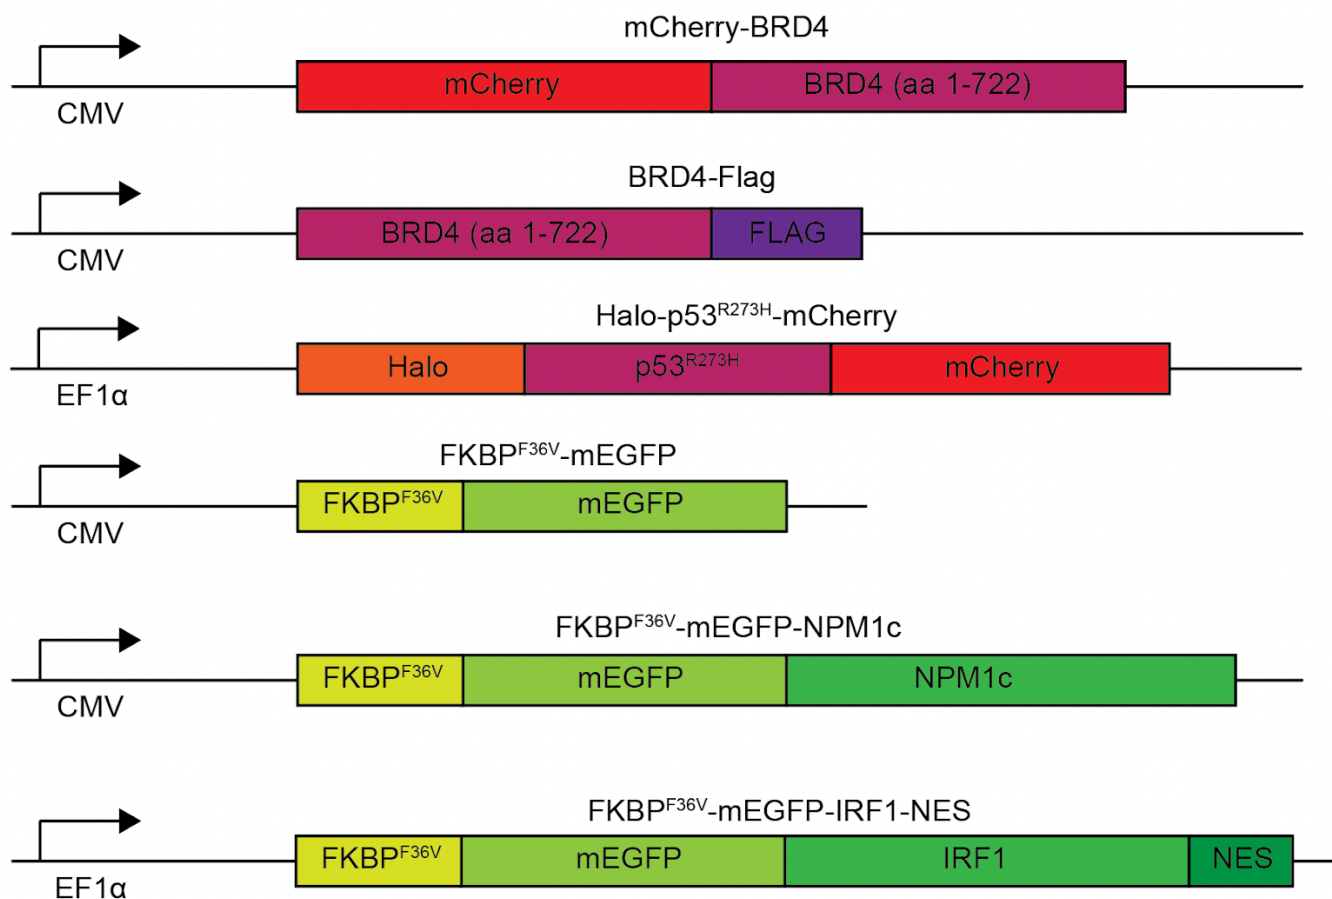 mCherry-BRD4
mCherry BRD4 (aa 1-722)
CMV
BRD4-Flag
BRD4 (aa 1-722) FLAG
CMV
Halo-p53R273H-mCherry
Halo p53R273H mCherry
EF1α
FKBPF36V-mEGFP
FKBPF36V mEGFP
CMV
FKBPF36V-mEGFP-NPM1c
FKBPF36V mEGFP NPM1c
CMV
FKBPF36V-mEGFP-IRF1-NES
FKBPF36V mEGFP IRF1 NES
EF1α